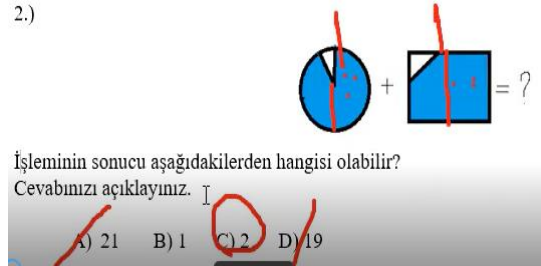 2.)
+ = ?
İşleminin sonucu aşağıdakilerden hangisi olabilir?
Cevabınızı açıklayınız.
A) 21 B) 1 C) 2 D) 19